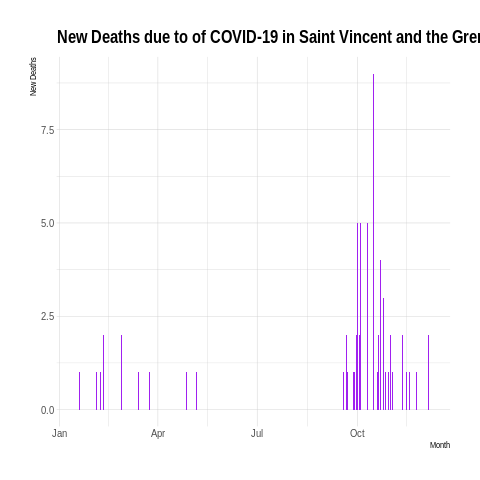 New Deaths due to of COVID-19 in Saint Vincent and the Gren
New Deaths
7.5
5.0
2.5
0.0
Jan Apr Jul Oct
Month